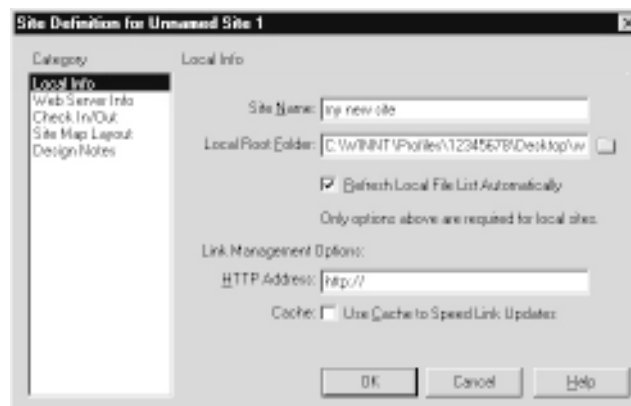 Site Definition for Unnamed Site 1
Category
Local Info
Web Server Info
Check In/Out
Site Map Layout
Design Notes
Local Info
Site Name: my new site
Local Root Folder: C:\WINNT\Profiles\12345678\Desktop\w
Refresh Local File List Automatically
Only options above are required for local sites.
Link Management Options:
HTTP Address: http://
Cache: Use Cache to Speed Link Updates
OK Cancel Help